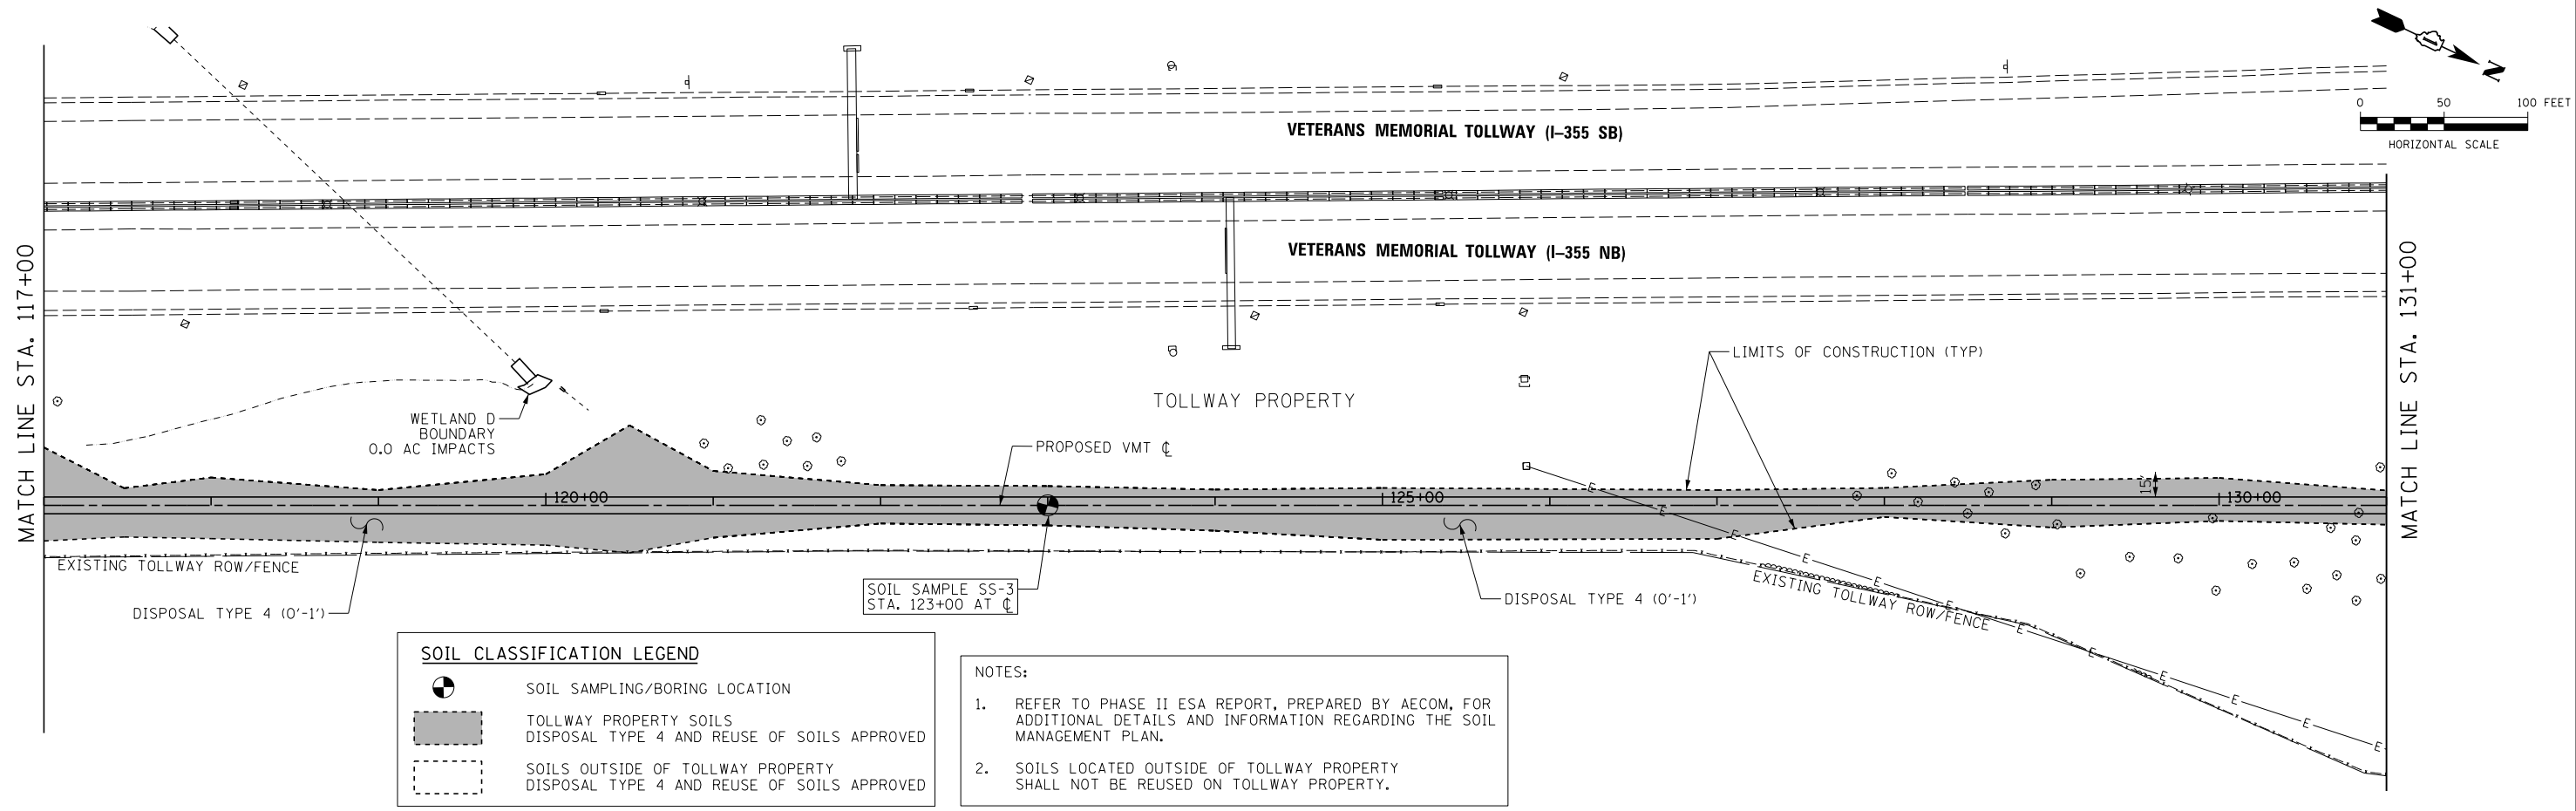 N
0 50 100 FEET
HORIZONTAL SCALE
VETERANS MEMORIAL TOLLWAY (I-355 SB)
VETERANS MEMORIAL TOLLWAY (I-355 NB)
MATCH LINE STA. 117+00
MATCH LINE STA. 131+00
LIMITS OF CONSTRUCTION (TYP)
TOLLWAY PROPERTY
WETLAND D
BOUNDARY
0.0 AC IMPACTS
PROPOSED VMT ℄
120+00
125+00
130+00
15'
E
E
E
E
E
E
E
E
E
E
E
E
EXISTING TOLLWAY ROW/FENCE
EXISTING TOLLWAY ROW/FENCE
SOIL SAMPLE SS-3
STA. 123+00 AT ℄
DISPOSAL TYPE 4 (0'-1')
DISPOSAL TYPE 4 (0'-1')
SOIL CLASSIFICATION LEGEND
SOIL SAMPLING/BORING LOCATION
TOLLWAY PROPERTY SOILS
DISPOSAL TYPE 4 AND REUSE OF SOILS APPROVED
SOILS OUTSIDE OF TOLLWAY PROPERTY
DISPOSAL TYPE 4 AND REUSE OF SOILS APPROVED
NOTES:
1. REFER TO PHASE II ESA REPORT, PREPARED BY AECOM, FOR
ADDITIONAL DETAILS AND INFORMATION REGARDING THE SOIL
MANAGEMENT PLAN.
2. SOILS LOCATED OUTSIDE OF TOLLWAY PROPERTY
SHALL NOT BE REUSED ON TOLLWAY PROPERTY.